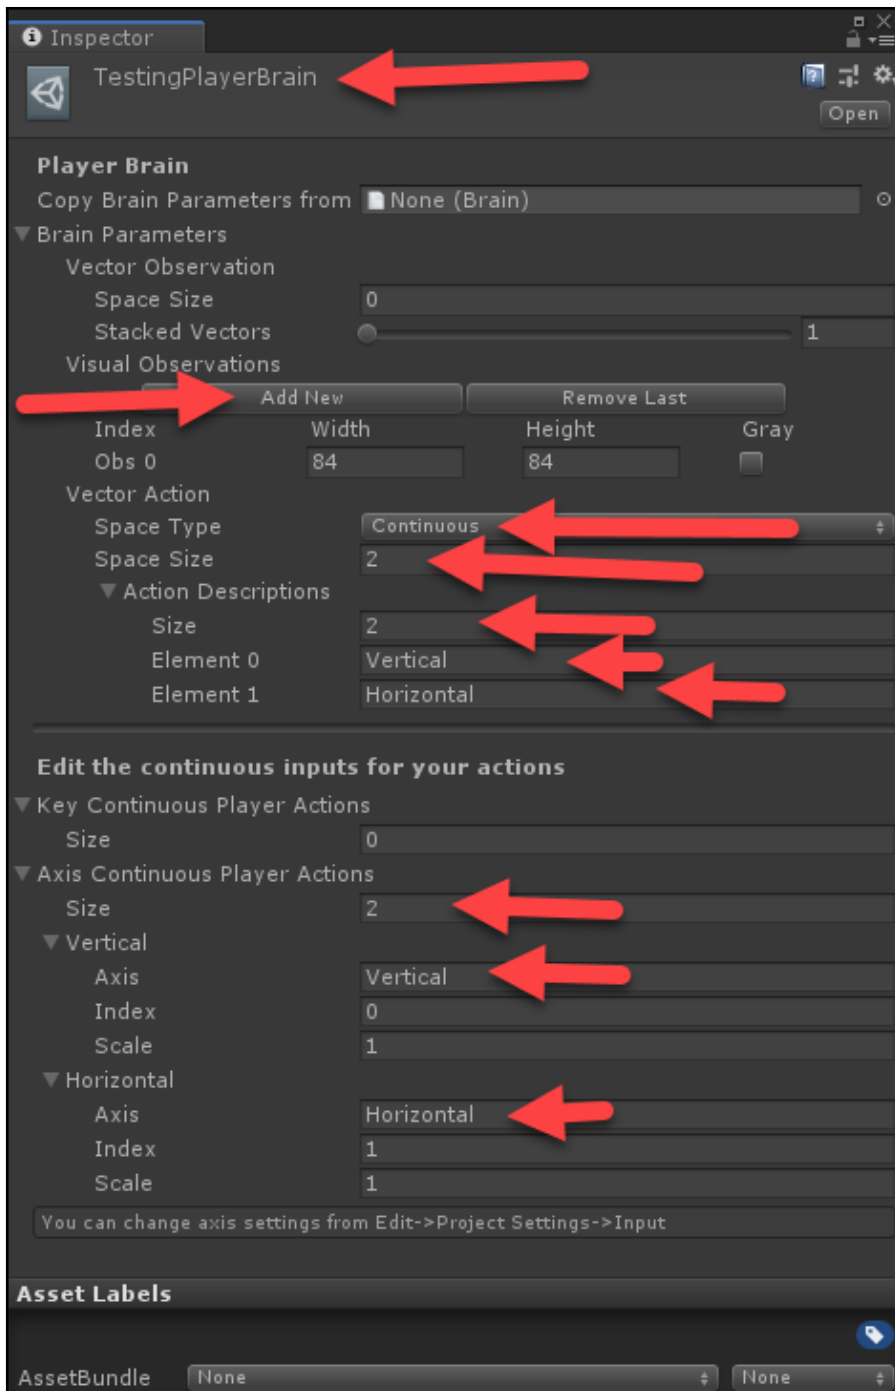 Inspector
TestingPlayerBrain
Open
Player Brain
Copy Brain Parameters from None (Brain)
Brain Parameters
Vector Observation
Space Size 0
Stacked Vectors 1
Visual Observations
Add New Remove Last
Index Width Height Gray
Obs 0 84 84
Vector Action
Space Type Continuous
Space Size 2
Action Descriptions
Size 2
Element 0 Vertical
Element 1 Horizontal
Edit the continuous inputs for your actions
Key Continuous Player Actions
Size 0
Axis Continuous Player Actions
Size 2
Vertical
Axis Vertical
Index 0
Scale 1
Horizontal
Axis Horizontal
Index 1
Scale 1
You can change axis settings from Edit->Project Settings->Input
Asset Labels
AssetBundle None None